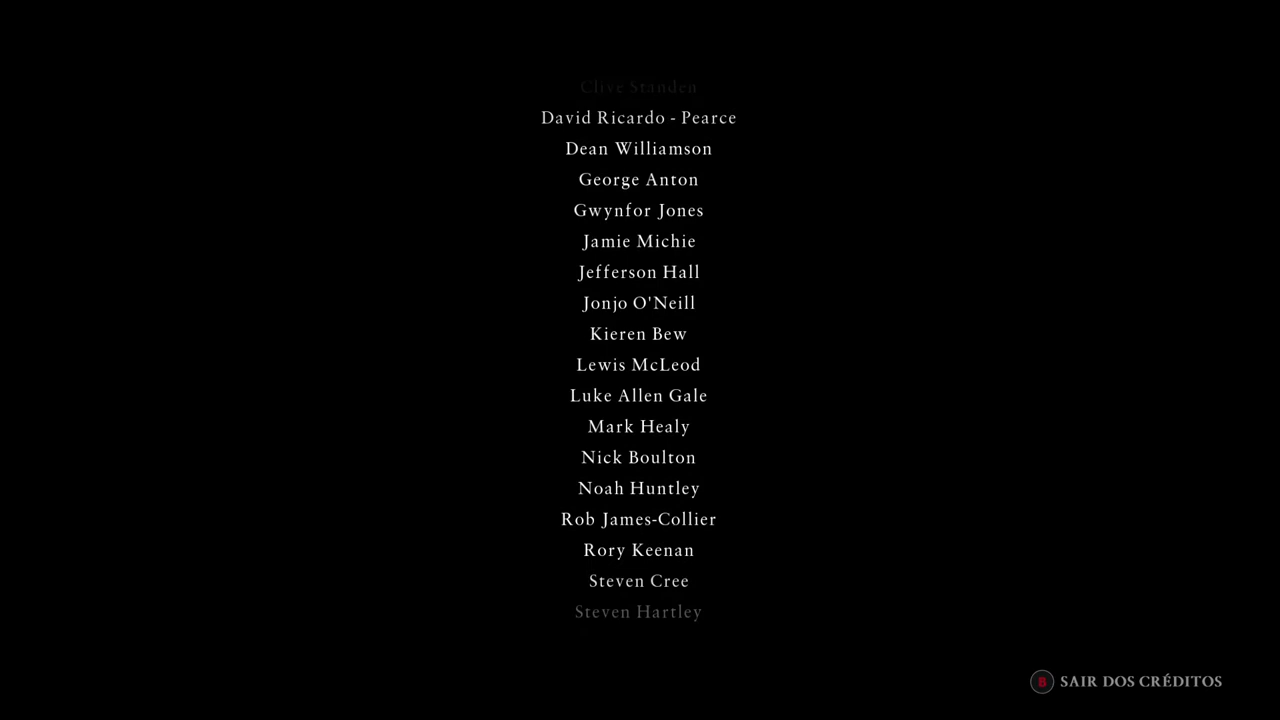 Clive Standen
David Ricardo - Pearce
Dean Williamson
George Anton
Gwynfor Jones
Jamie Michie
Jefferson Hall
Jonjo O'Neill
Kieren Bew
Lewis McLeod
Luke Allen Gale
Mark Healy
Nick Boulton
Noah Huntley
Rob James-Collier
Rory Keenan
Steven Cree
Steven Hartley
B SAIR DOS CRÉDITOS